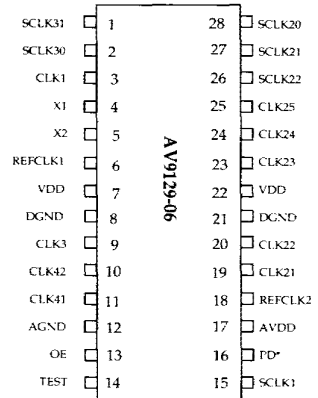 SCLK31 1 28 SCLK20
SCLK30 2 27 SCLK21
CLK1 3 26 SCLK22
X1 4 25 CLK25
X2 5 24 CLK24
REFCLK1 6 23 CLK23
VDD 7 22 VDD
DGND 8 21 DGND
CLK3 9 20 CLK22
CLK42 10 19 CLK21
CLK41 11 18 REFCLK2
AGND 12 17 AVDD
OE 13 16 PD*
TEST 14 15 SCLK1
AV9129-06